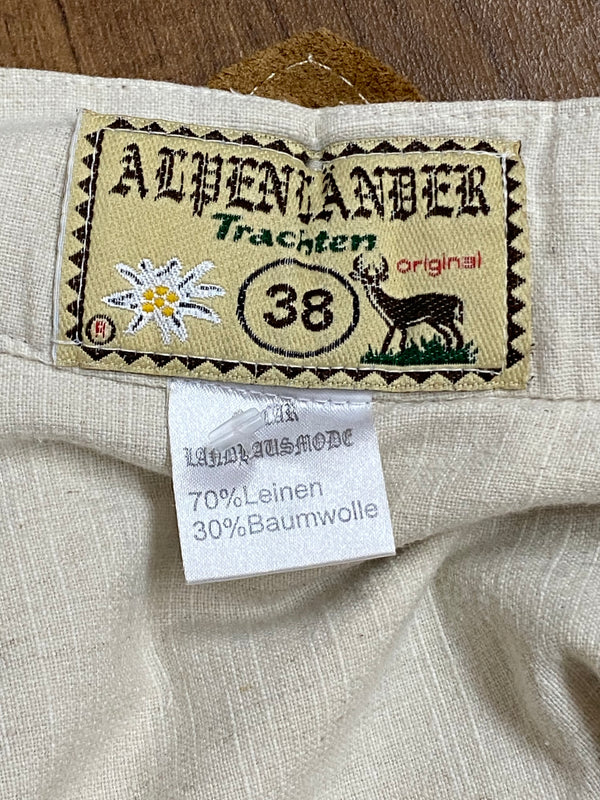 ALPENLÄNDER
Trachten
original
38
LANDHAUSMODE
70%Leinen
30%Baumwolle